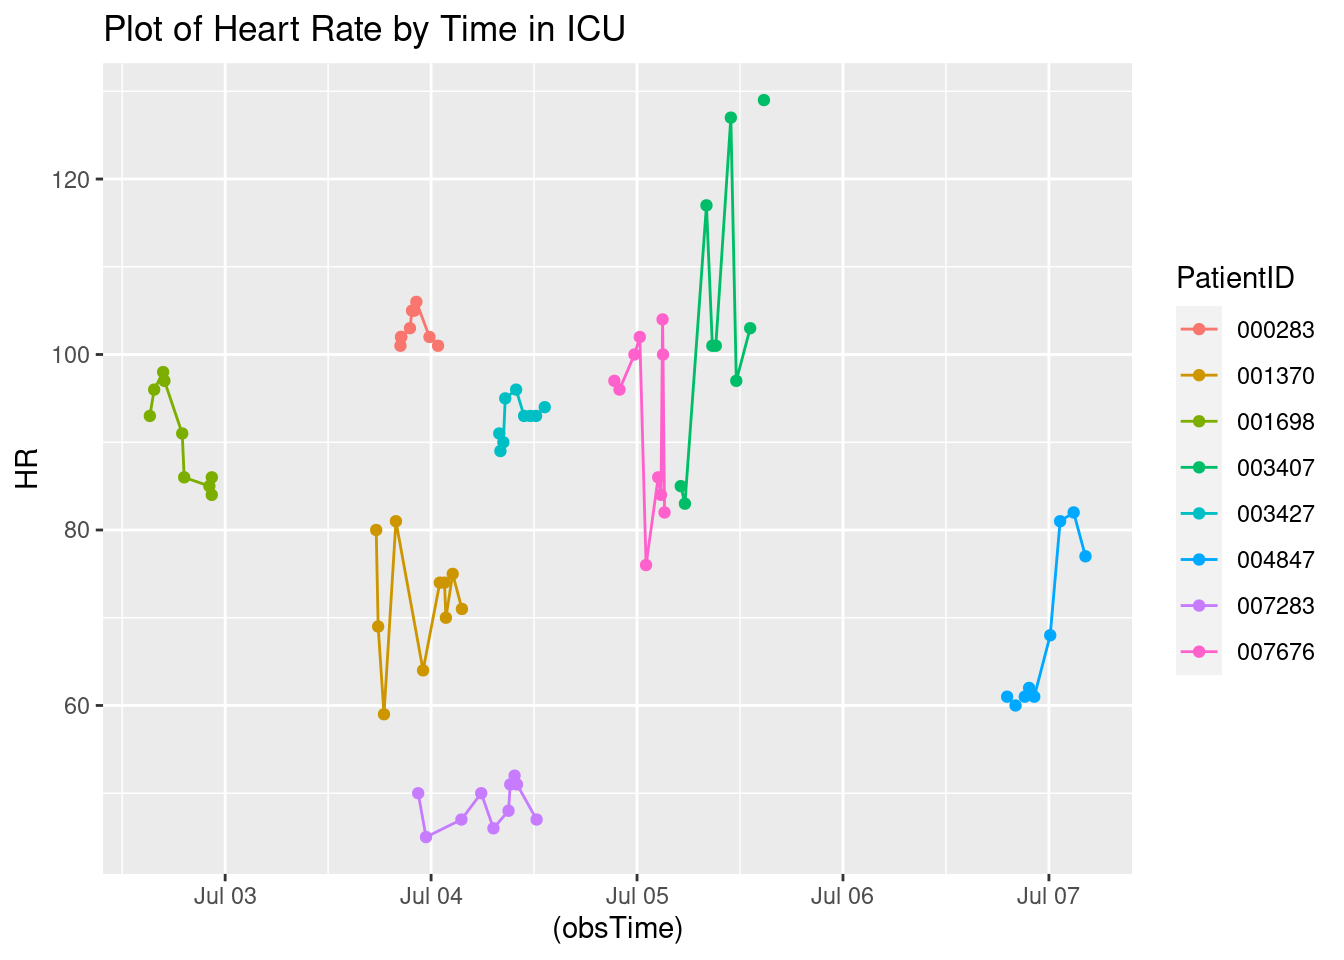 Plot of Heart Rate by Time in ICU
HR
120
100
80
60
Jul 03
Jul 04
Jul 05
Jul 06
Jul 07
(obsTime)
PatientID
000283
001370
001698
003407
003427
004847
007283
007676